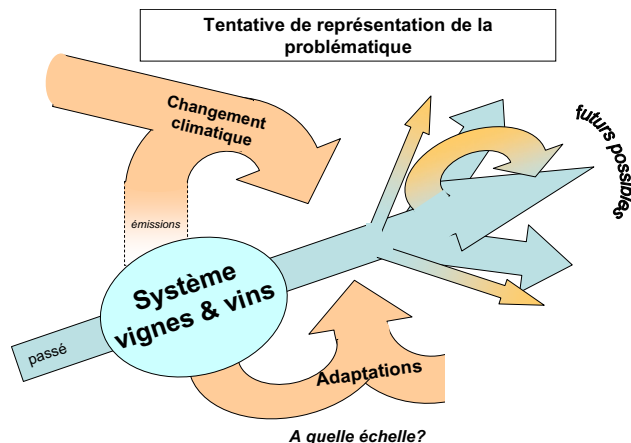 Tentative de représentation de la
problématique
Changement
climatique
futurs possibles
émissions
Système
vignes & vins
passé
Adaptations
A quelle échelle?